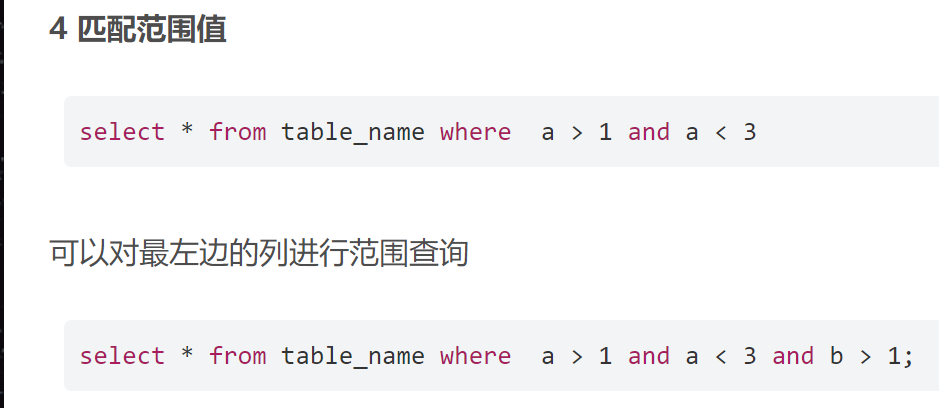 4 匹配范围值
select * from table_name where  a > 1 and a < 3
可以对最左边的列进行范围查询
select * from table_name where  a > 1 and a < 3 and b > 1;